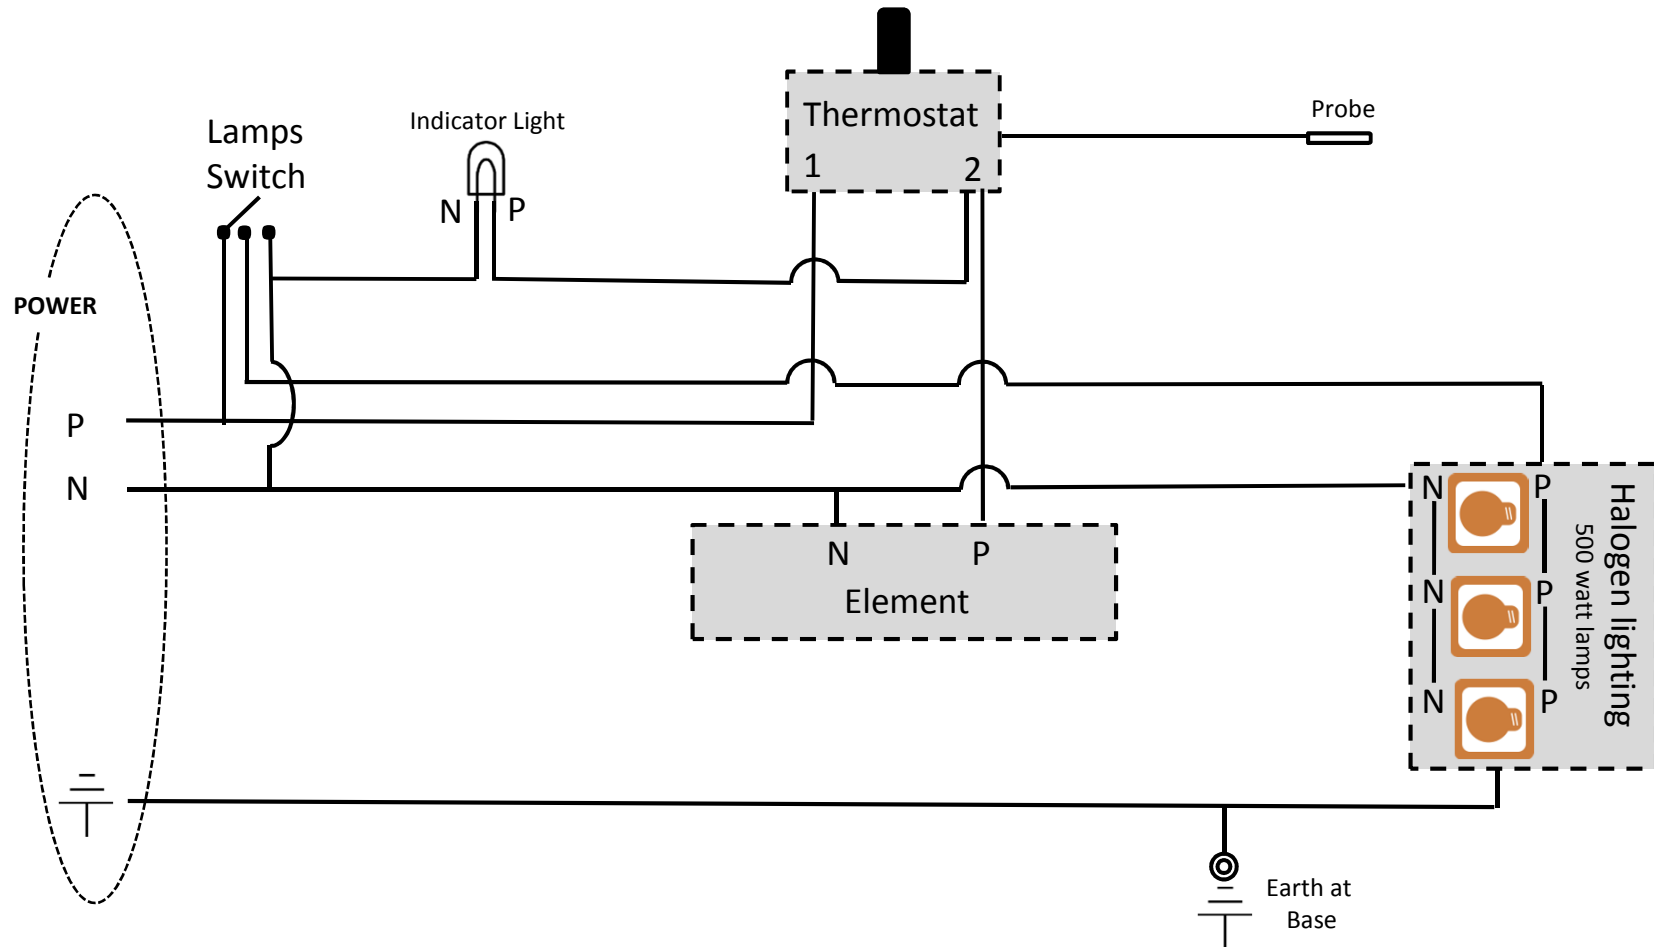 Lamps
Switch
Indicator Light
N P
Thermostat
1 2
Probe
POWER
P
N
N P
Element
N P
N P
N P
Halogen lighting
500 watt lamps
Earth at
Base